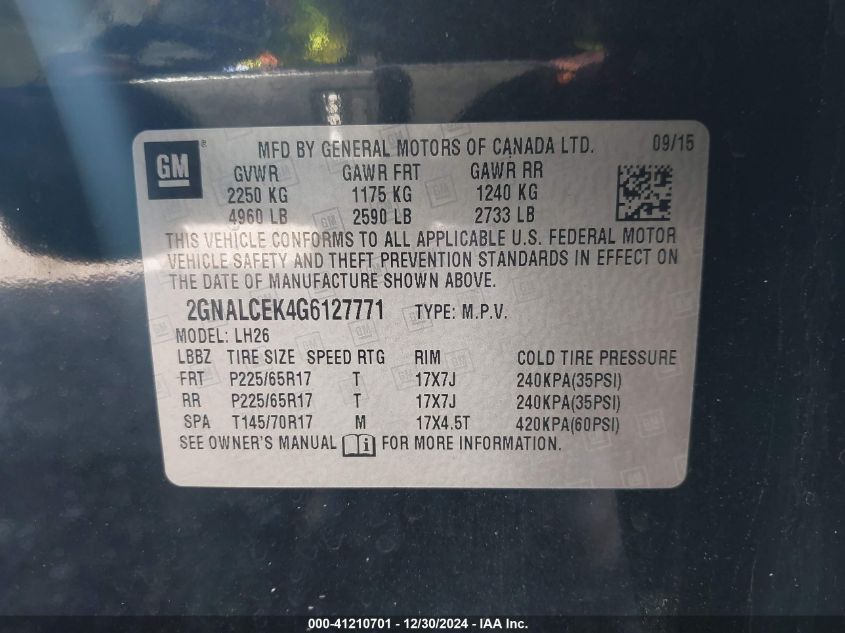 GM
MFD BY GENERAL MOTORS OF CANADA LTD. 09/15
GVWR GAWR FRT GAWR RR
2250 KG 1175 KG 1240 KG
4960 LB 2590 LB 2733 LB
THIS VEHICLE CONFORMS TO ALL APPLICABLE U.S. FEDERAL MOTOR
VEHICLE SAFETY AND THEFT PREVENTION STANDARDS IN EFFECT ON
THE DATE OF MANUFACTURE SHOWN ABOVE.
2GNALCEK4G6127771 TYPE: M.P.V.
MODEL: LH26
LBBZ TIRE SIZE SPEED RTG RIM COLD TIRE PRESSURE
FRT P225/65R17 T 17X7J 240KPA(35PSI)
RR P225/65R17 T 17X7J 240KPA(35PSI)
SPA T145/70R17 M 17X4.5T 420KPA(60PSI)
SEE OWNER'S MANUAL i FOR MORE INFORMATION.
000-41210701 - 12/30/2024 - IAA Inc.